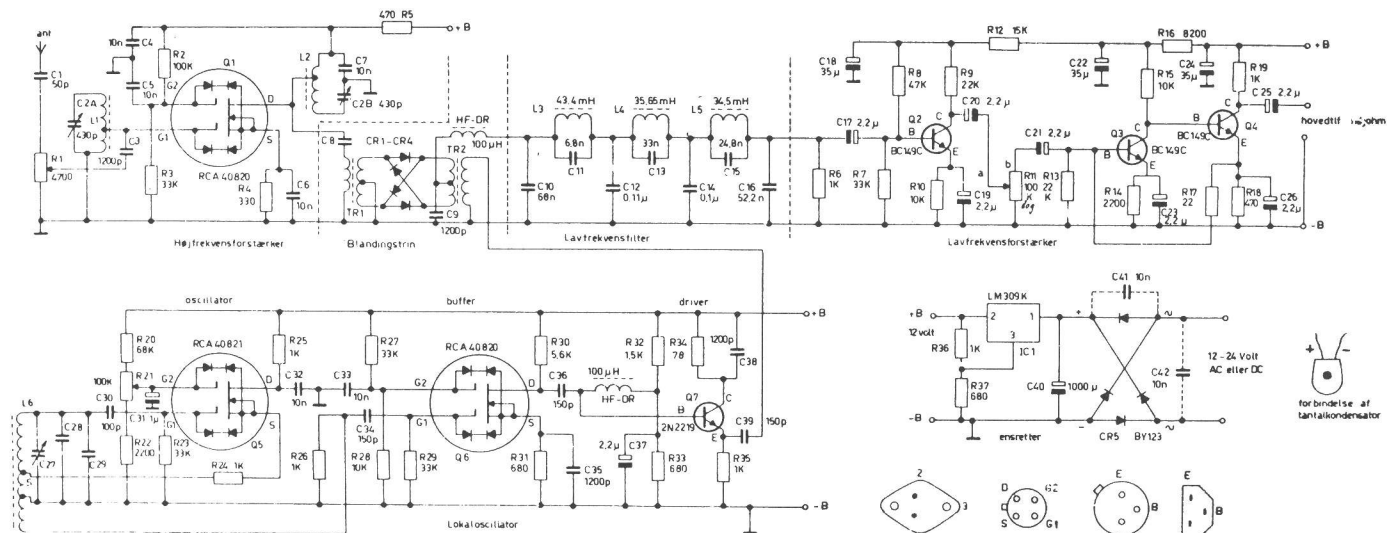 ant
C1
50p
C2A
L1
430p
R1
4700
10n
C4
C5
10n
C3
1200p
R2
100K
G2
G1
R3
33K
Q1
D
S
RCA 40820
R4
330
C6
10n
Højfrekvensforstærker
470 R5
+B
L2
C7
10n
C2B
430p
C8
CR1-CR4
TR1
TR2
HF-DR
100µH
C9
1200p
Blandingstrin
L3
43,4mH
6,8n
C11
C10
68n
L4
35,65mH
33n
C13
C12
0,11µ
L5
34,5mH
24,8n
C15
C14
0,1µ
C16
52,2n
Lavfrekvensfilter
C18
35µ
R6
1K
C17 2,2µ
R7
33K
R8
47K
R9
22K
Q2
C
B
E
BC149C
R10
10K
C19
2,2µ
C20 2,2µ
R12 15K
a
b
R11
100
K
log
C21 2,2µ
R13
22
K
C22
35µ
R15
10K
Q3
C
B
E
BC149C
R14
2200
C23
2,2µ
R16 8200
C24
35µ
R17
22
R19
1K
Q4
C
B
E
BC149C
R18
470
C25 2,2µ
C26
2,2µ
+B
hovedtlf
-B
Lavfrekvensforstærker
oscillator
buffer
driver
L6
S
C27
C28
C29
C30
100p
R20
68K
R21
100K
C31 1µ
R22
2200
R23
33K
R24 1K
RCA 40821
G2
G1
D
S
Q5
R25
1K
C32
10n
R26
1K
C33
10n
C34
150p
R27
33K
R28
10K
R29
33K
RCA 40820
G2
G1
D
S
Q6
R30
5,6K
R31
680
C35
1200p
C36
150p
100µH
HF-DR
R32
1,5K
R33
680
2,2µ
C37
R34
78
1200p
C38
Q7
C
B
E
2N2219
R35
1K
C39
150p
+B
-B
Lokaloscillator
+B
12volt
-B
LM309K
2
1
3
IC1
R36
1K
R37
680
C40
1000µ
C41 10n
+
~
-
~
CR5
BY123
C42
10n
12-24 Volt
AC eller DC
ensretter
+
-
forbindelse af
tantalkondensator
2
3
D
G2
S
G1
E
B
E
B